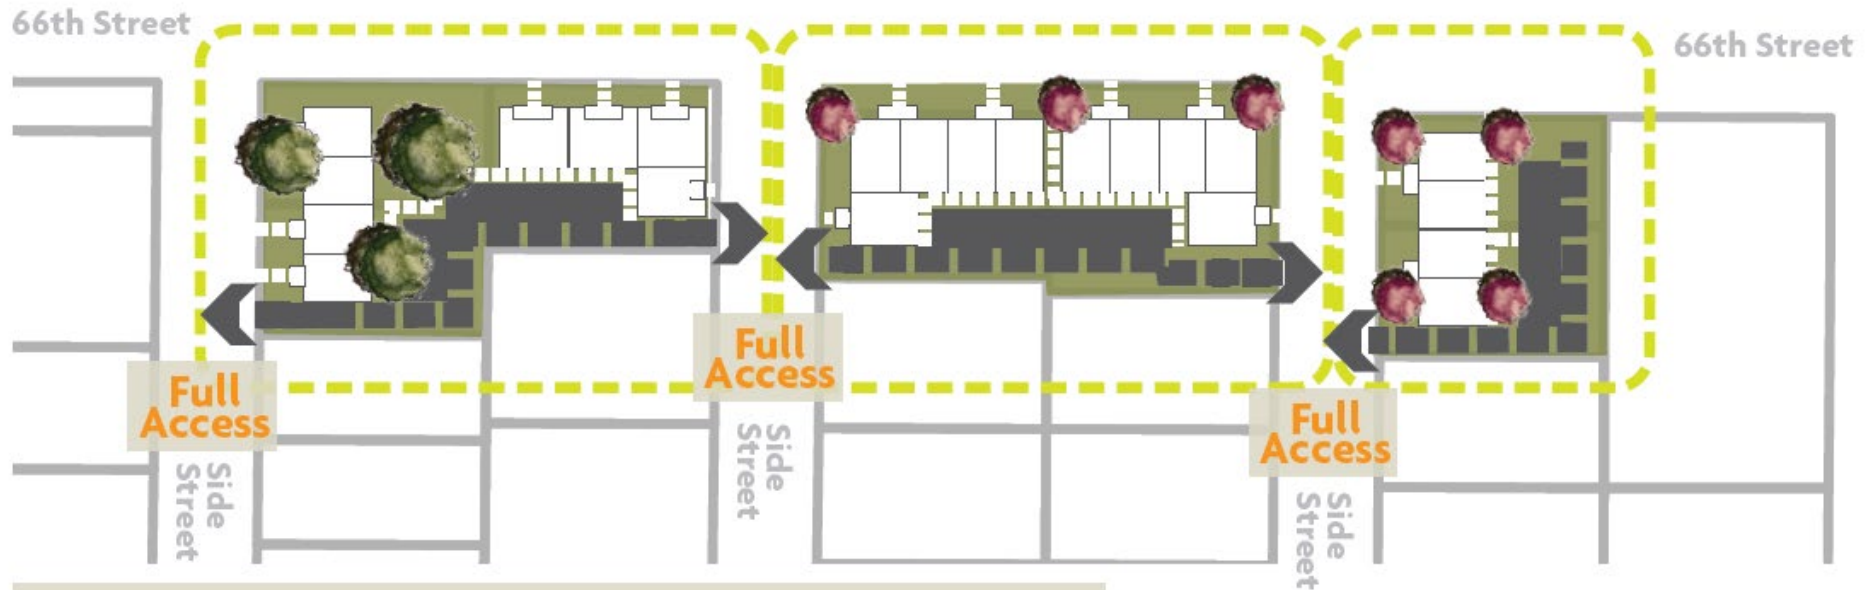 66th Street
66th Street
Full
Access
Full
Access
Full
Access
Side
Street
Side
Street
Side
Street